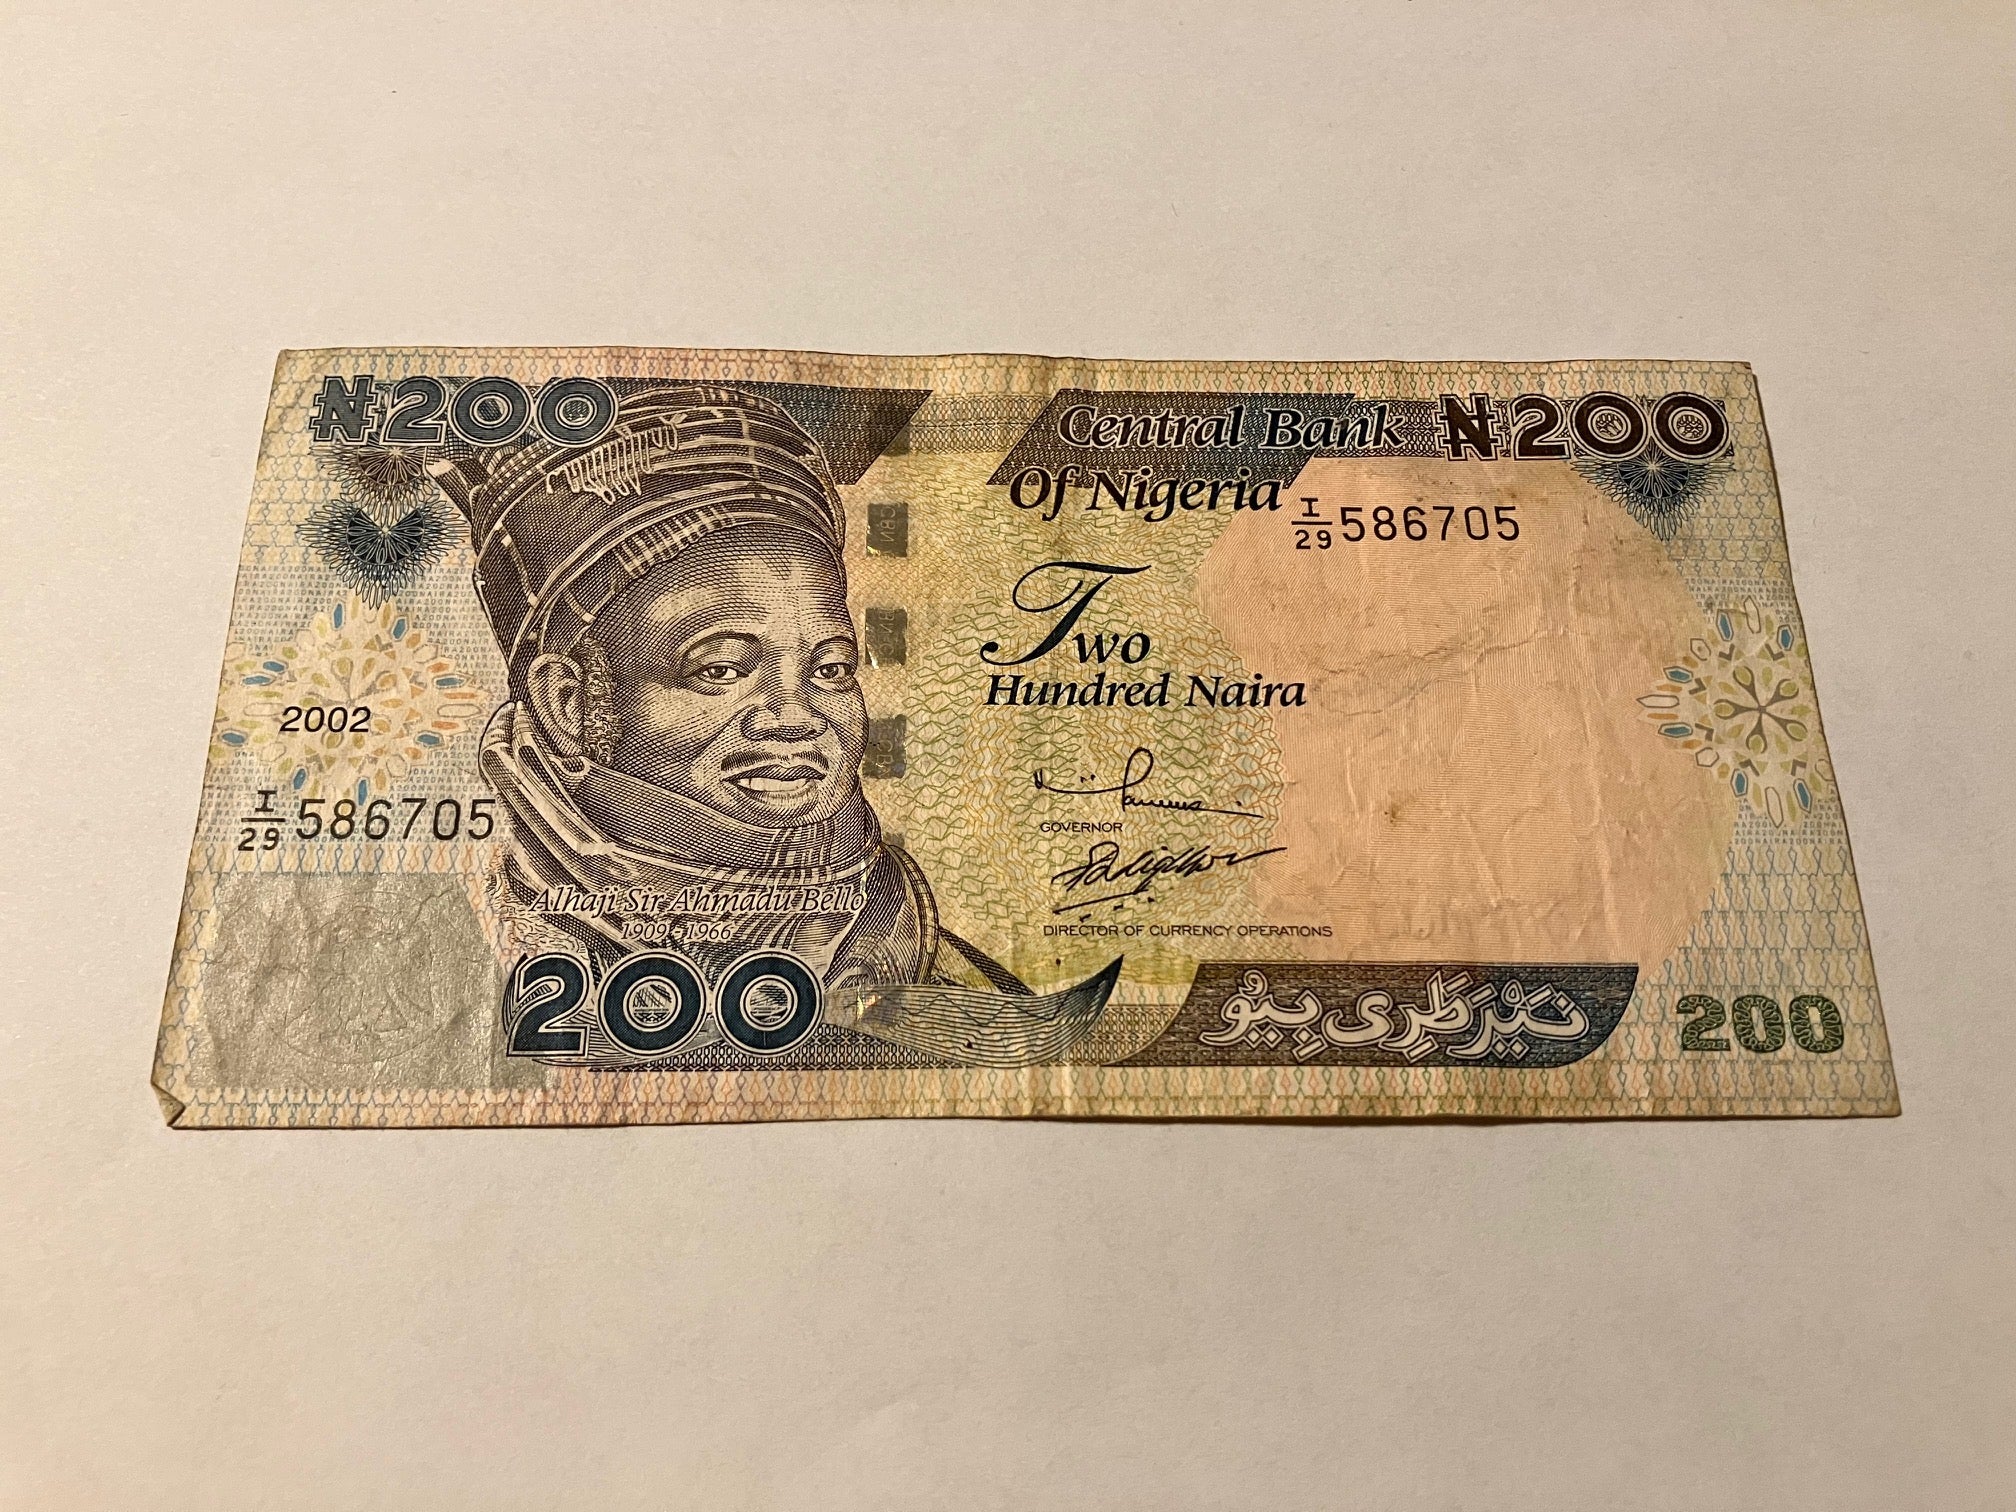 ₦200
Central Bank
Of Nigeria
₦200
I/29 586705
Two
Hundred Naira
2002
I/29 586705
GOVERNOR
Alhaji Sir Ahmadu Bello
1909 - 1966
DIRECTOR OF CURRENCY OPERATIONS
200
نَيْرَ طَرِى بِيُو
200